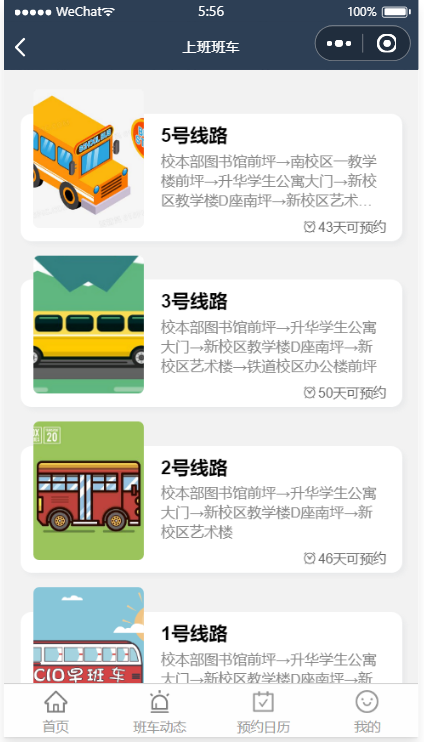 WeChat
5:56
100%
上班班车
5号线路
校本部图书馆前坪→南校区一教学
楼前坪→升华学生公寓大门→新校
区教学楼D座南坪→新校区艺术...
43天可预约
3号线路
校本部图书馆前坪→升华学生公寓
大门→新校区教学楼D座南坪→新
校区艺术楼→铁道校区办公楼前坪
50天可预约
20
2号线路
校本部图书馆前坪→升华学生公寓
大门→新校区教学楼D座南坪→新
校区艺术楼
46天可预约
1号线路
校本部图书馆前坪→升华学生公寓
大门→新校区教学楼D座南坪→新
C10早班车
首页
班车动态
预约日历
我的